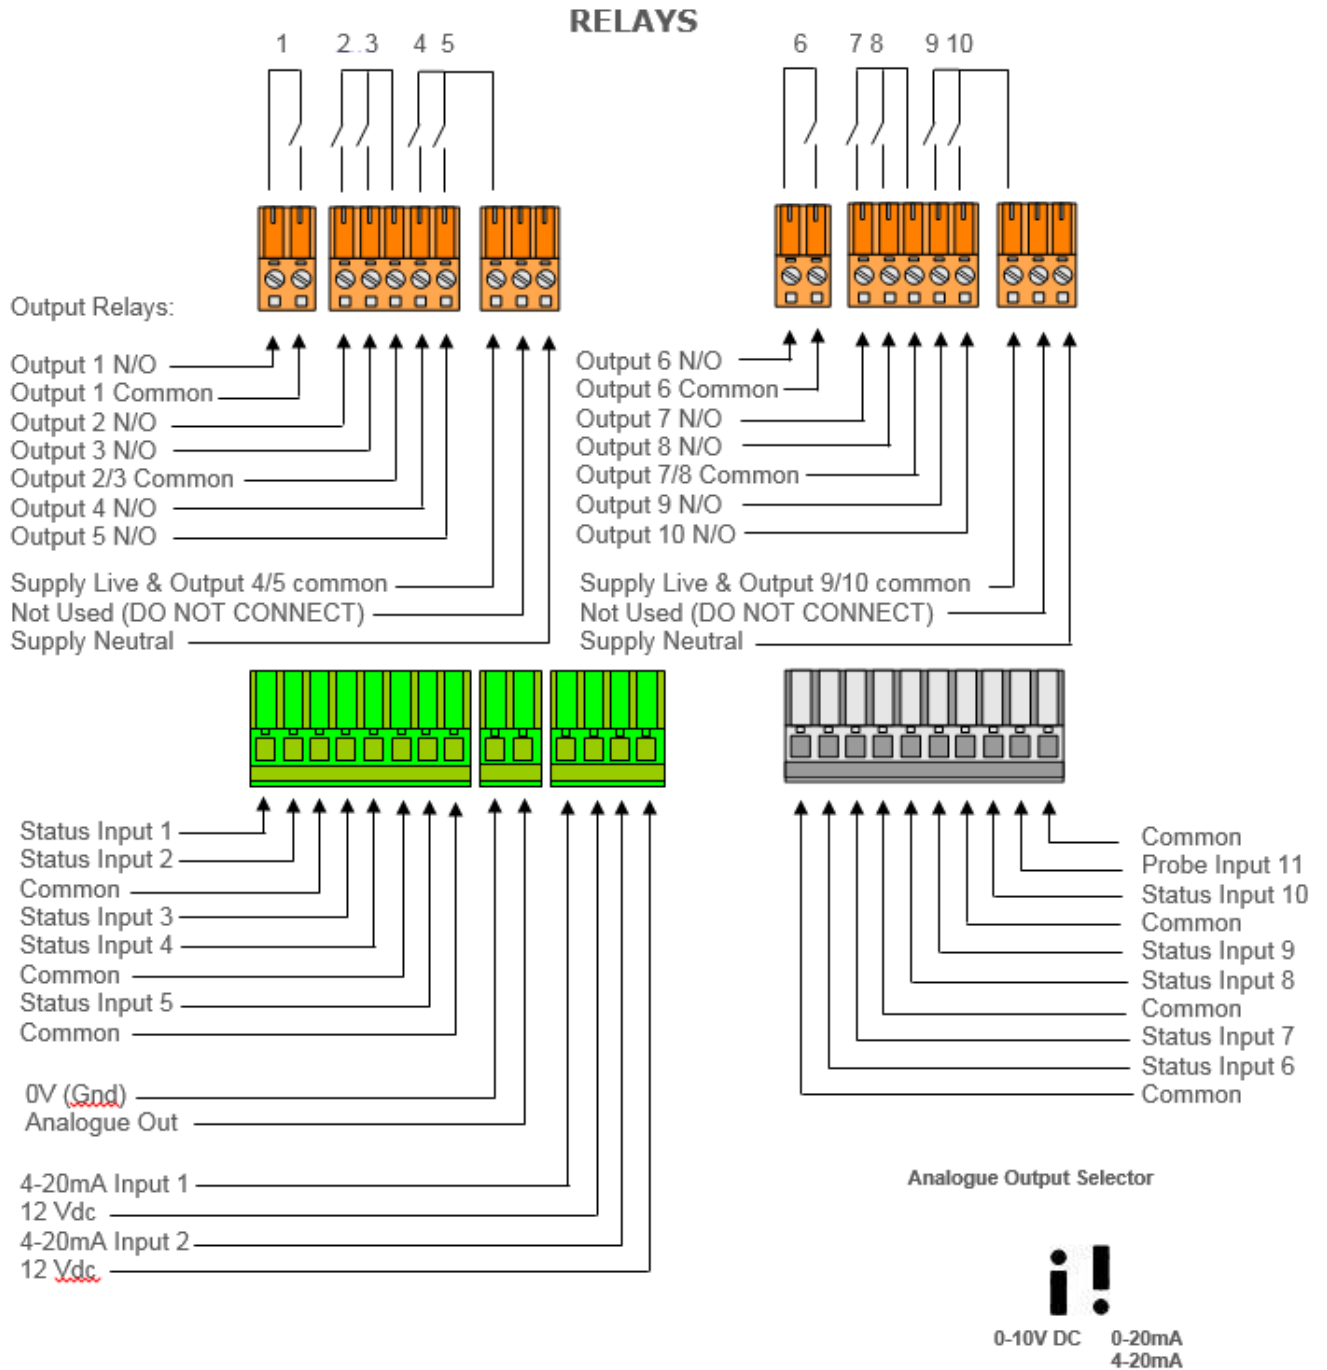 RELAYS
1 2..3 4 5
6 7 8 9 10
Output Relays:
Output 1 N/O
Output 1 Common
Output 2 N/O
Output 3 N/O
Output 2/3 Common
Output 4 N/O
Output 5 N/O
Supply Live & Output 4/5 common
Not Used (DO NOT CONNECT)
Supply Neutral
Output 6 N/O
Output 6 Common
Output 7 N/O
Output 8 N/O
Output 7/8 Common
Output 9 N/O
Output 10 N/O
Supply Live & Output 9/10 common
Not Used (DO NOT CONNECT)
Supply Neutral
Status Input 1
Status Input 2
Common
Status Input 3
Status Input 4
Common
Status Input 5
Common
0V (Gnd)
Analogue Out
4-20mA Input 1
12 Vdc
4-20mA Input 2
12 Vdc
Common
Probe Input 11
Status Input 10
Common
Status Input 9
Status Input 8
Common
Status Input 7
Status Input 6
Common
Analogue Output Selector
0-10V DC
0-20mA
4-20mA